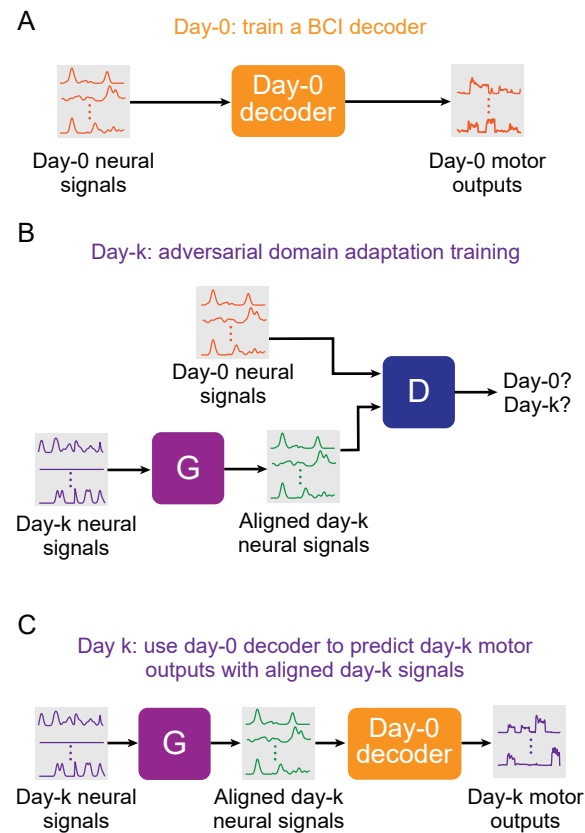 A
Day-0: train a BCI decoder
Day-0
decoder
Day-0 neural
signals
Day-0 motor
outputs
B
Day-k: adversarial domain adaptation training
Day-0 neural
signals
D
Day-0?
Day-k?
G
Day-k neural
signals
Aligned day-k
neural signals
C
Day k: use day-0 decoder to predict day-k motor
outputs with aligned day-k signals
G
Day-0
decoder
Day-k neural
signals
Aligned day-k
neural signals
Day-k motor
outputs